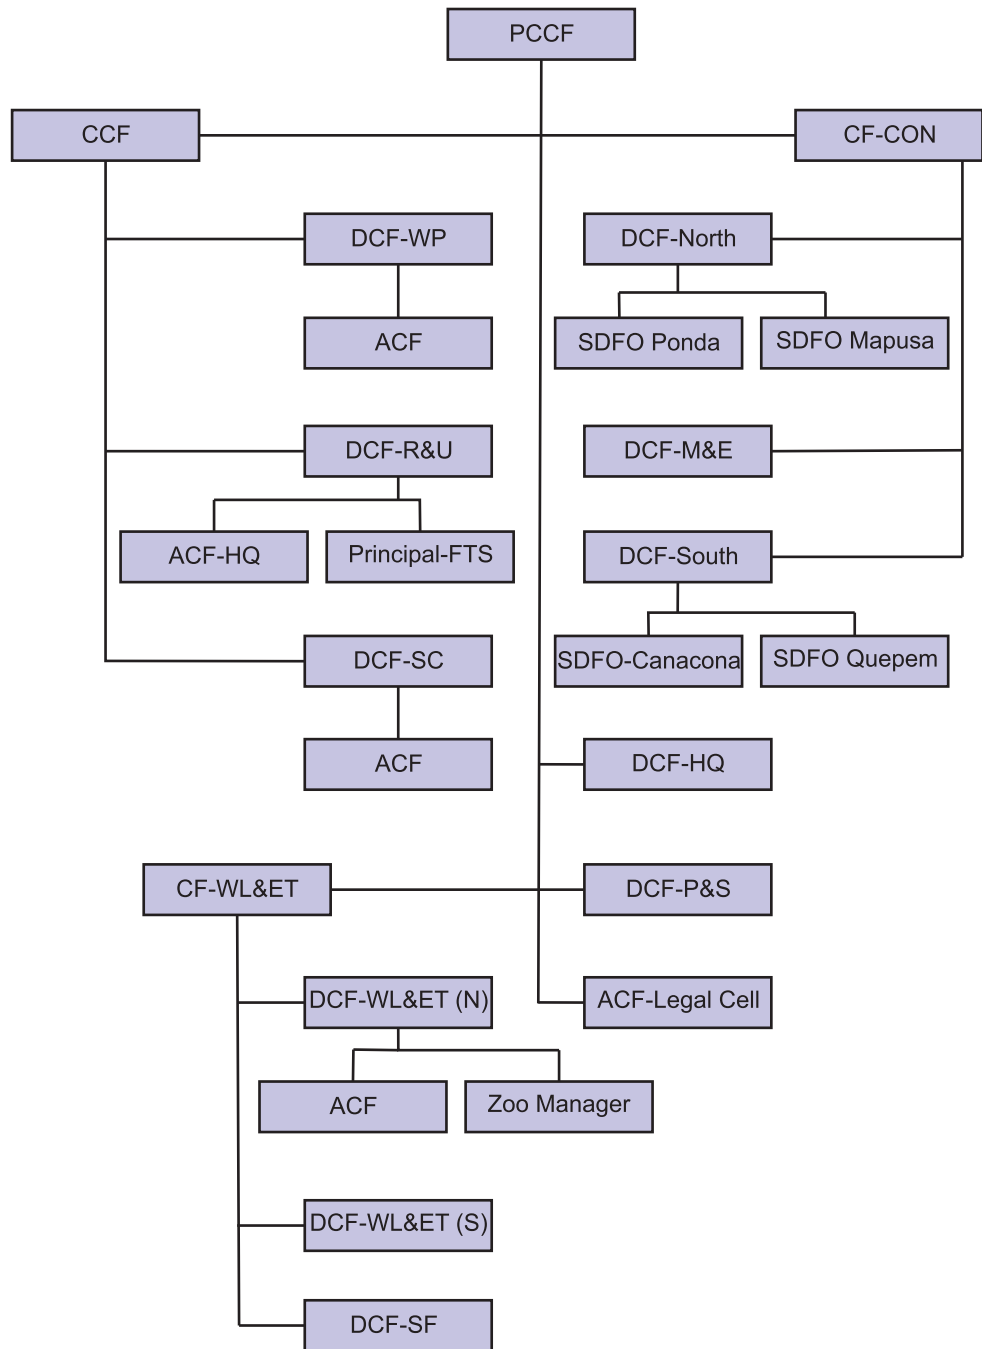 PCCF
CCF
CF-CON
DCF-WP
DCF-North
ACF
SDFO Ponda
SDFO Mapusa
DCF-R&U
DCF-M&E
ACF-HQ
Principal-FTS
DCF-South
DCF-SC
SDFO-Canacona
SDFO Quepem
ACF
DCF-HQ
CF-WL&ET
DCF-P&S
DCF-WL&ET (N)
ACF-Legal Cell
ACF
Zoo Manager
DCF-WL&ET (S)
DCF-SF